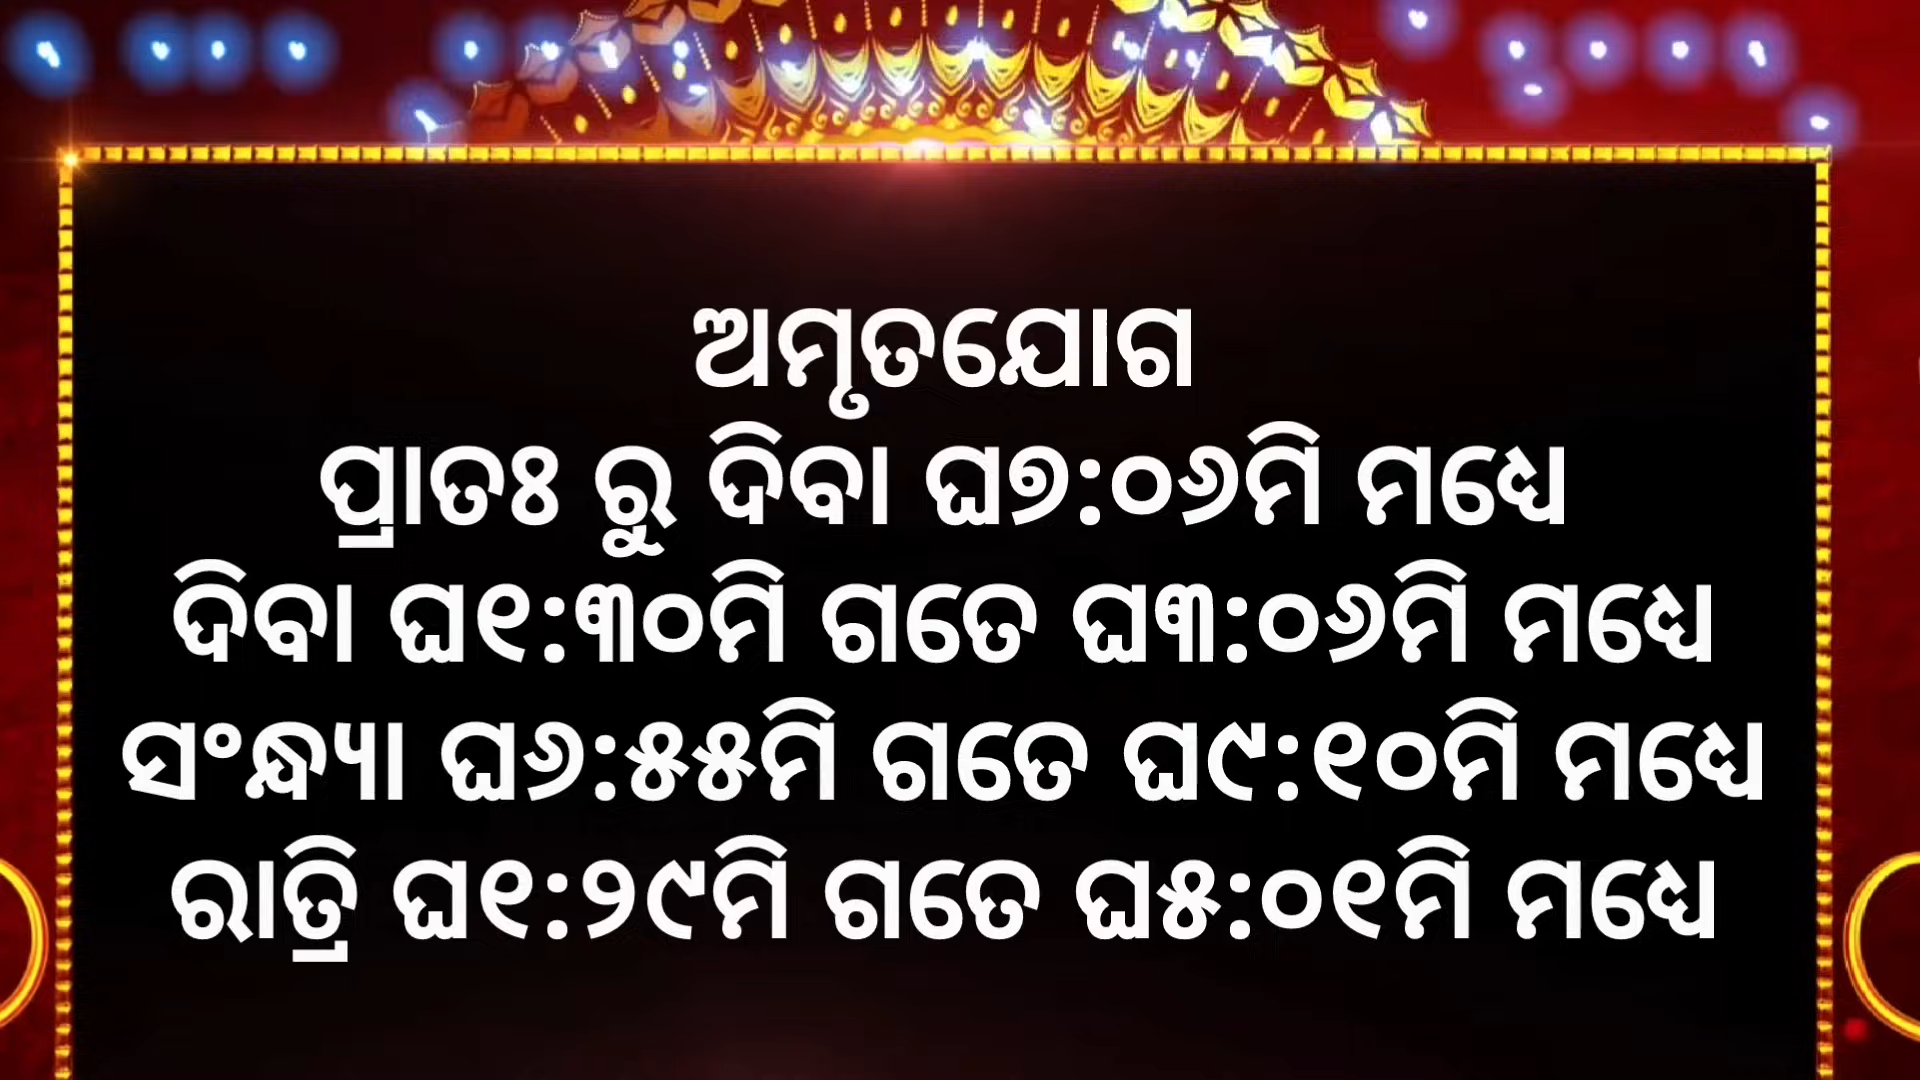 ଅମୃତଯୋଗ
ପ୍ରାତଃ ରୁ ଦିବା ଘ୭:୦୬ମି ମଧ୍ୟେ
ଦିବା ଘ୧:୩୦ମି ଗତେ ଘ୩:୦୬ମି ମଧ୍ୟେ
ସଂନ୍ଧ୍ୟା ଘ୬:୫୫ମି ଗତେ ଘ୯:୧୦ମି ମଧ୍ୟେ
ରାତ୍ରି ଘ୧:୨୯ମି ଗତେ ଘ୫:୦୧ମି ମଧ୍ୟେ